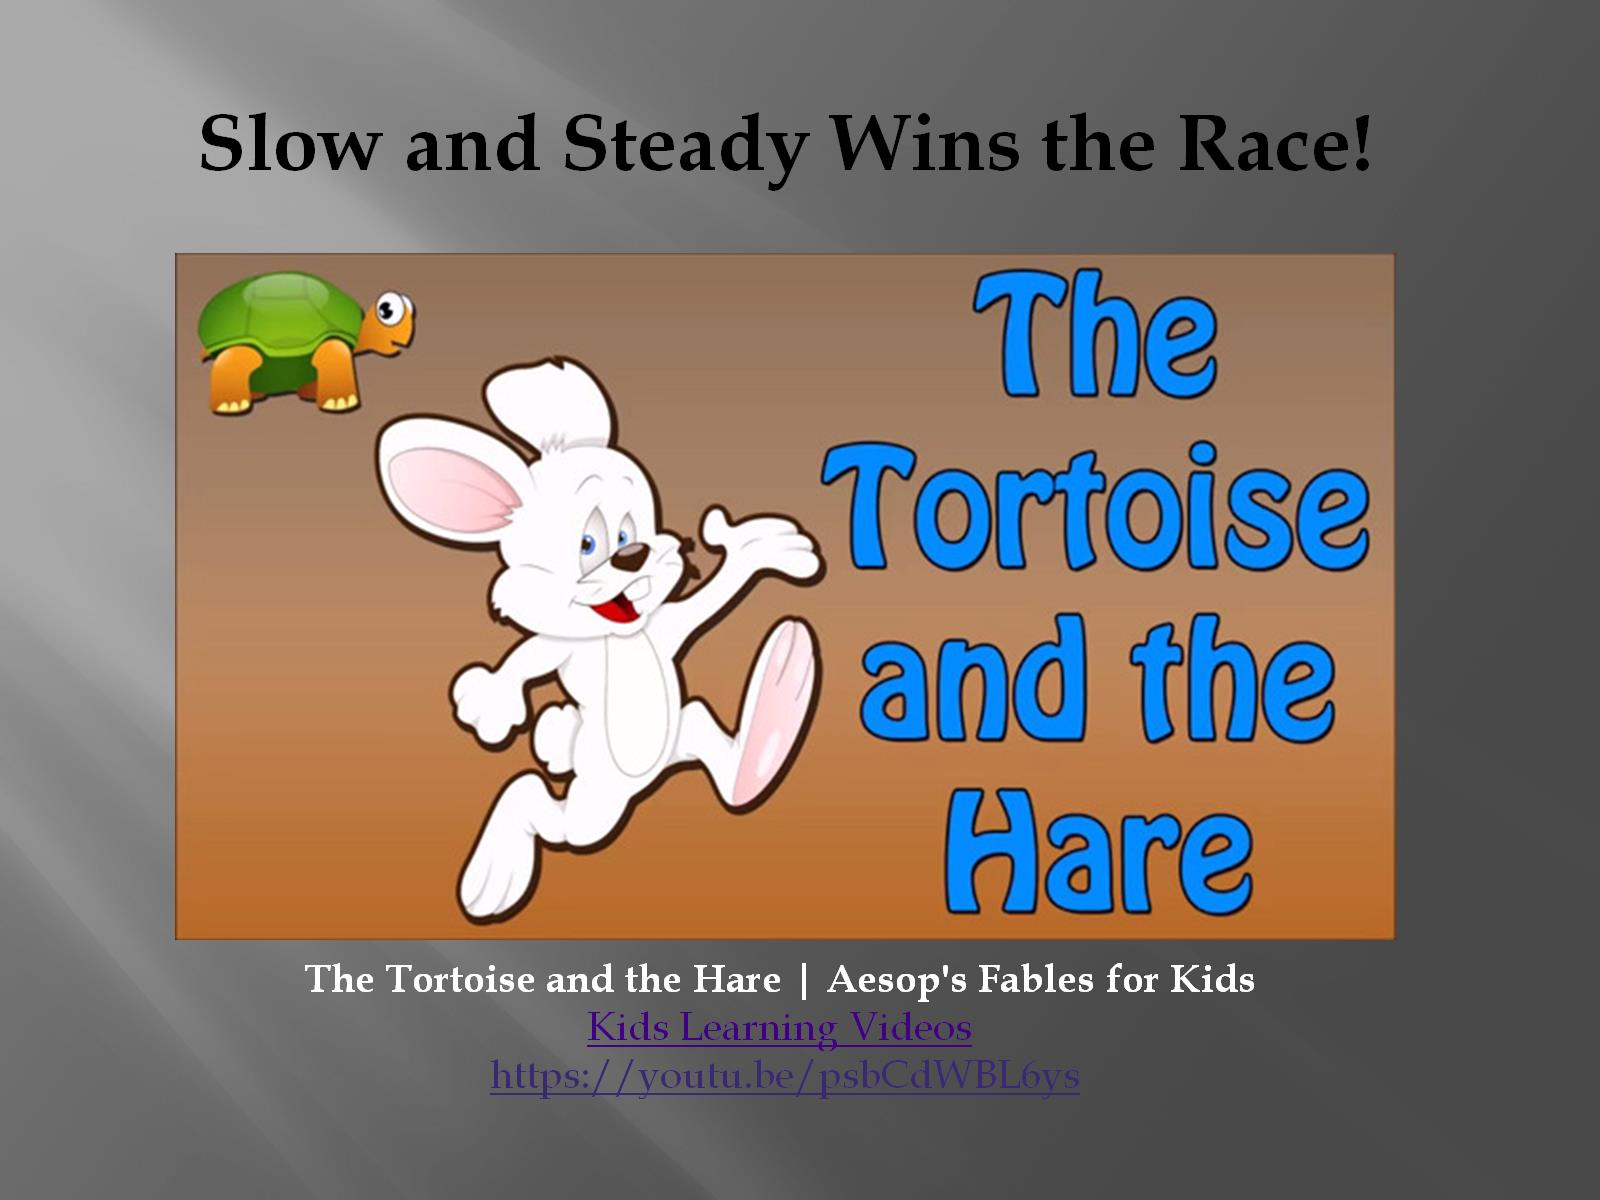 Slow and Steady Wins the Race!
The
Tortoise
and the
Hare
The Tortoise and the Hare | Aesop's Fables for Kids
Kids Learning Videos
https://youtu.be/psbCdWBL6ys